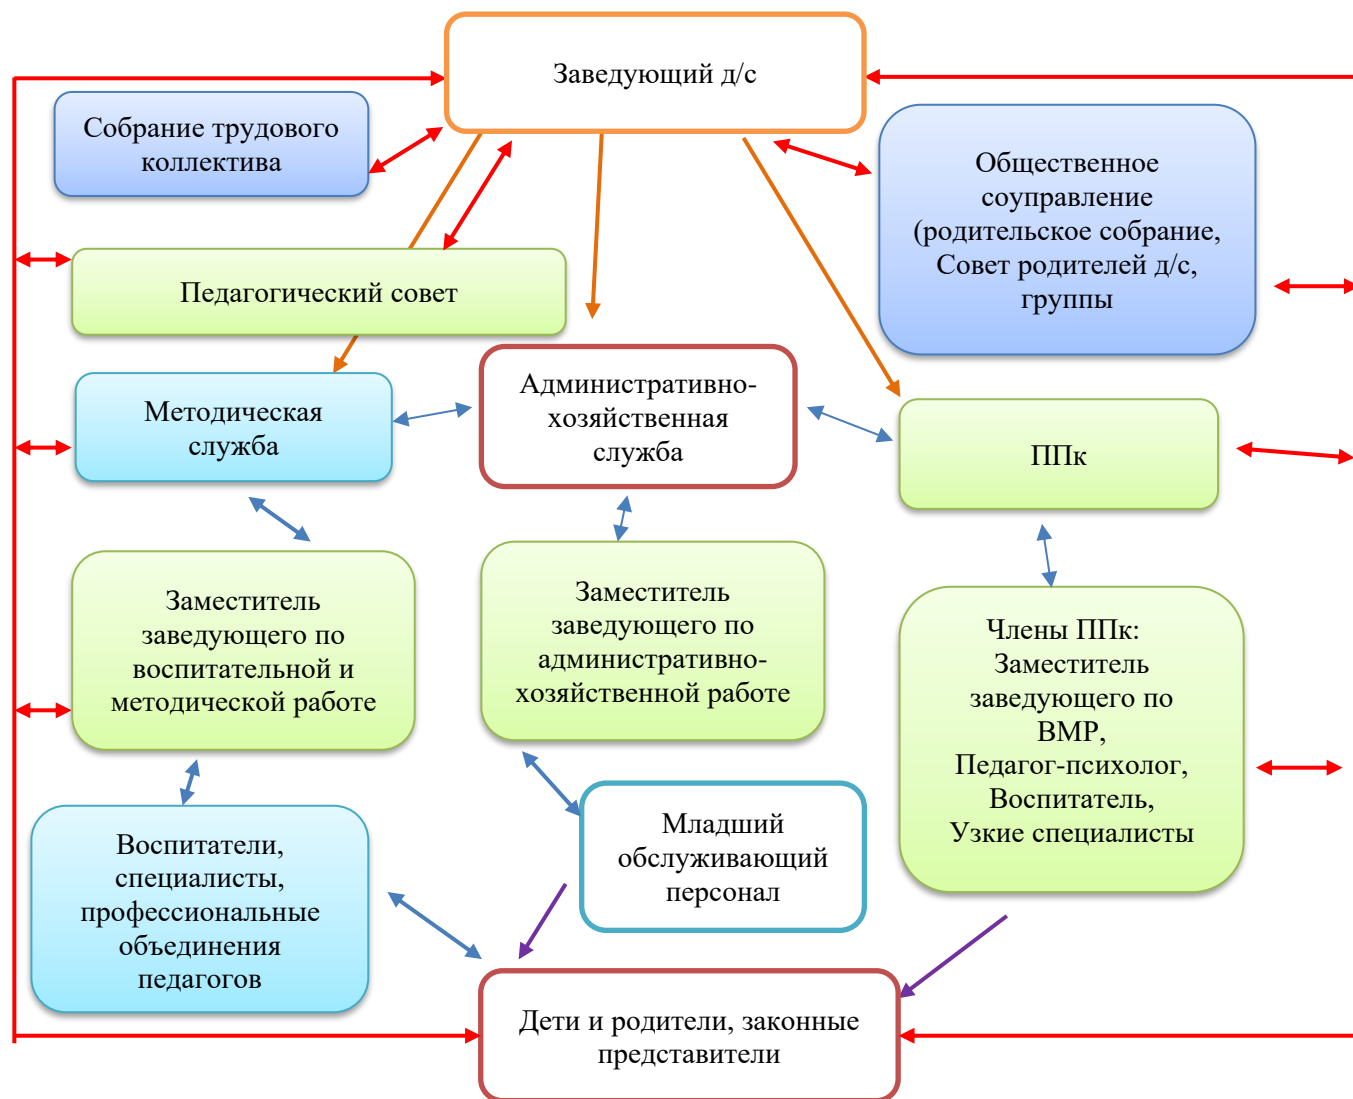 Заведующий д/с
Собрание трудового
коллектива
Общественное
соуправление
(родительское собрание,
Совет родителей д/с,
группы
Педагогический совет
Методическая
служба
Административно-
хозяйственная
служба
ППк
Заместитель
заведующего по
воспитательной и
методической работе
Заместитель
заведующего по
административно-
хозяйственной работе
Члены ППк:
Заместитель
заведующего по
ВМР,
Педагог-психолог,
Воспитатель,
Узкие специалисты
Воспитатели,
специалисты,
профессиональные
объединения
педагогов
Младший
обслуживающий
персонал
Дети и родители, законные
представители